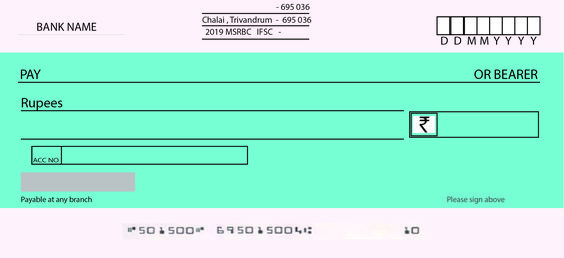 - 695 036
BANK NAME
Chalai , Trivandrum - 695 036
2019 MSRBC IFSC -
D D M M Y Y Y Y
PAY OR BEARER
Rupees
₹
ACC NO
Payable at any branch Please sign above
⑈501500⑈ 695015004⑆ 10